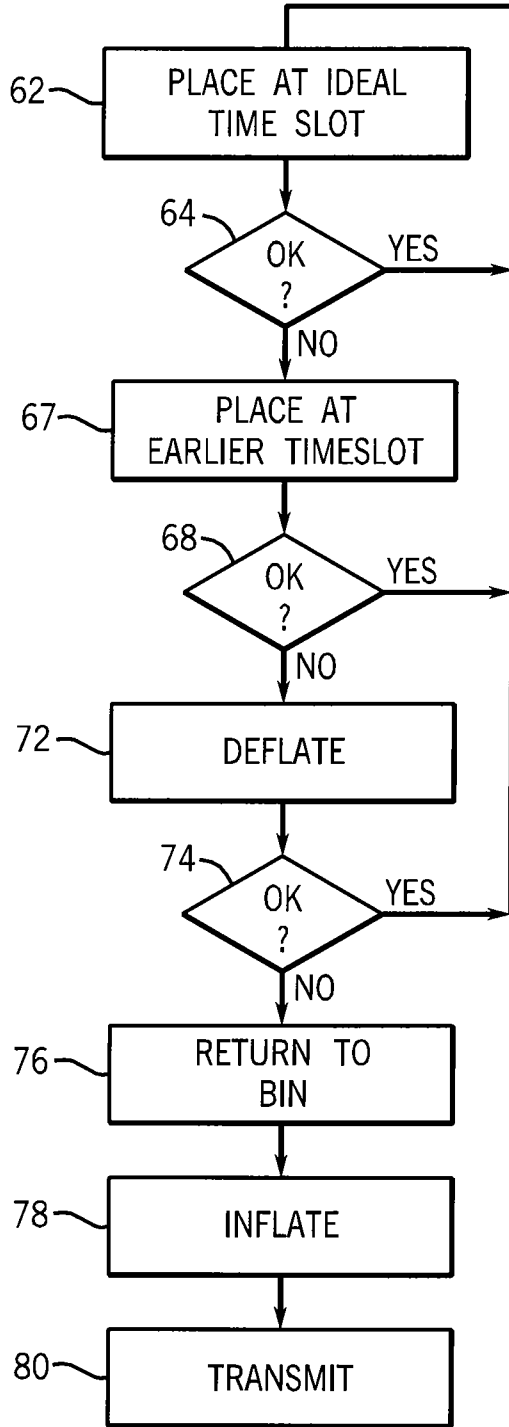 62
PLACE AT IDEAL
TIME SLOT
64
OK
?
YES
NO
67
PLACE AT
EARLIER TIMESLOT
68
OK
?
YES
NO
72
DEFLATE
74
OK
?
YES
NO
76
RETURN TO
BIN
78
INFLATE
80
TRANSMIT